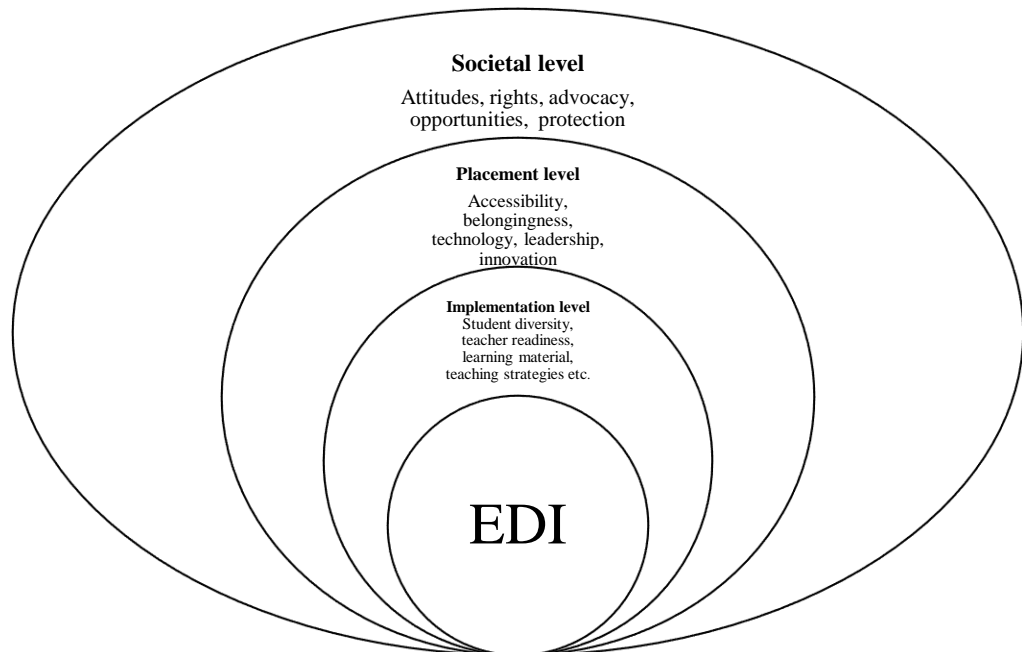 Societal level
Attitudes, rights, advocacy,
opportunities, protection
Placement level
Accessibility,
belongingness,
technology, leadership,
innovation
Implementation level
Student diversity,
teacher readiness,
learning material,
teaching strategies etc.
EDI